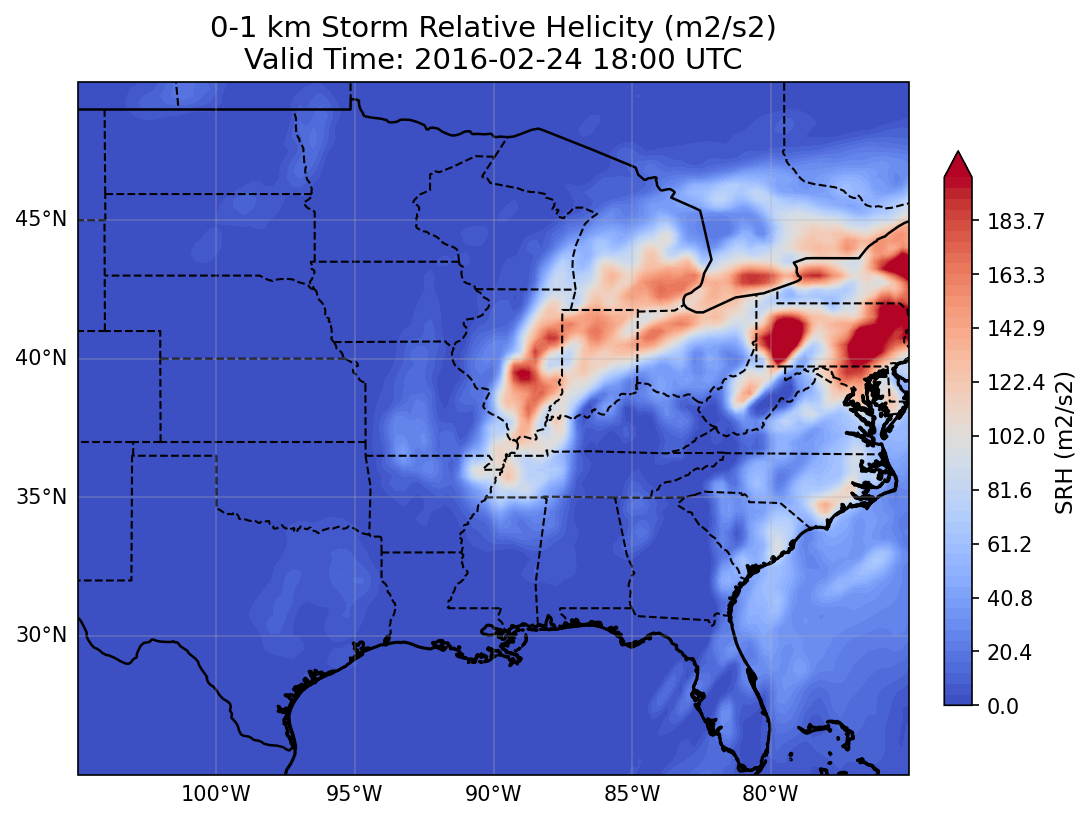 0-1 km Storm Relative Helicity (m2/s2)
Valid Time: 2016-02-24 18:00 UTC
45°N
40°N
35°N
30°N
100°W
95°W
90°W
85°W
80°W
183.7
163.3
142.9
122.4
102.0
81.6
61.2
40.8
20.4
0.0
SRH (m2/s2)